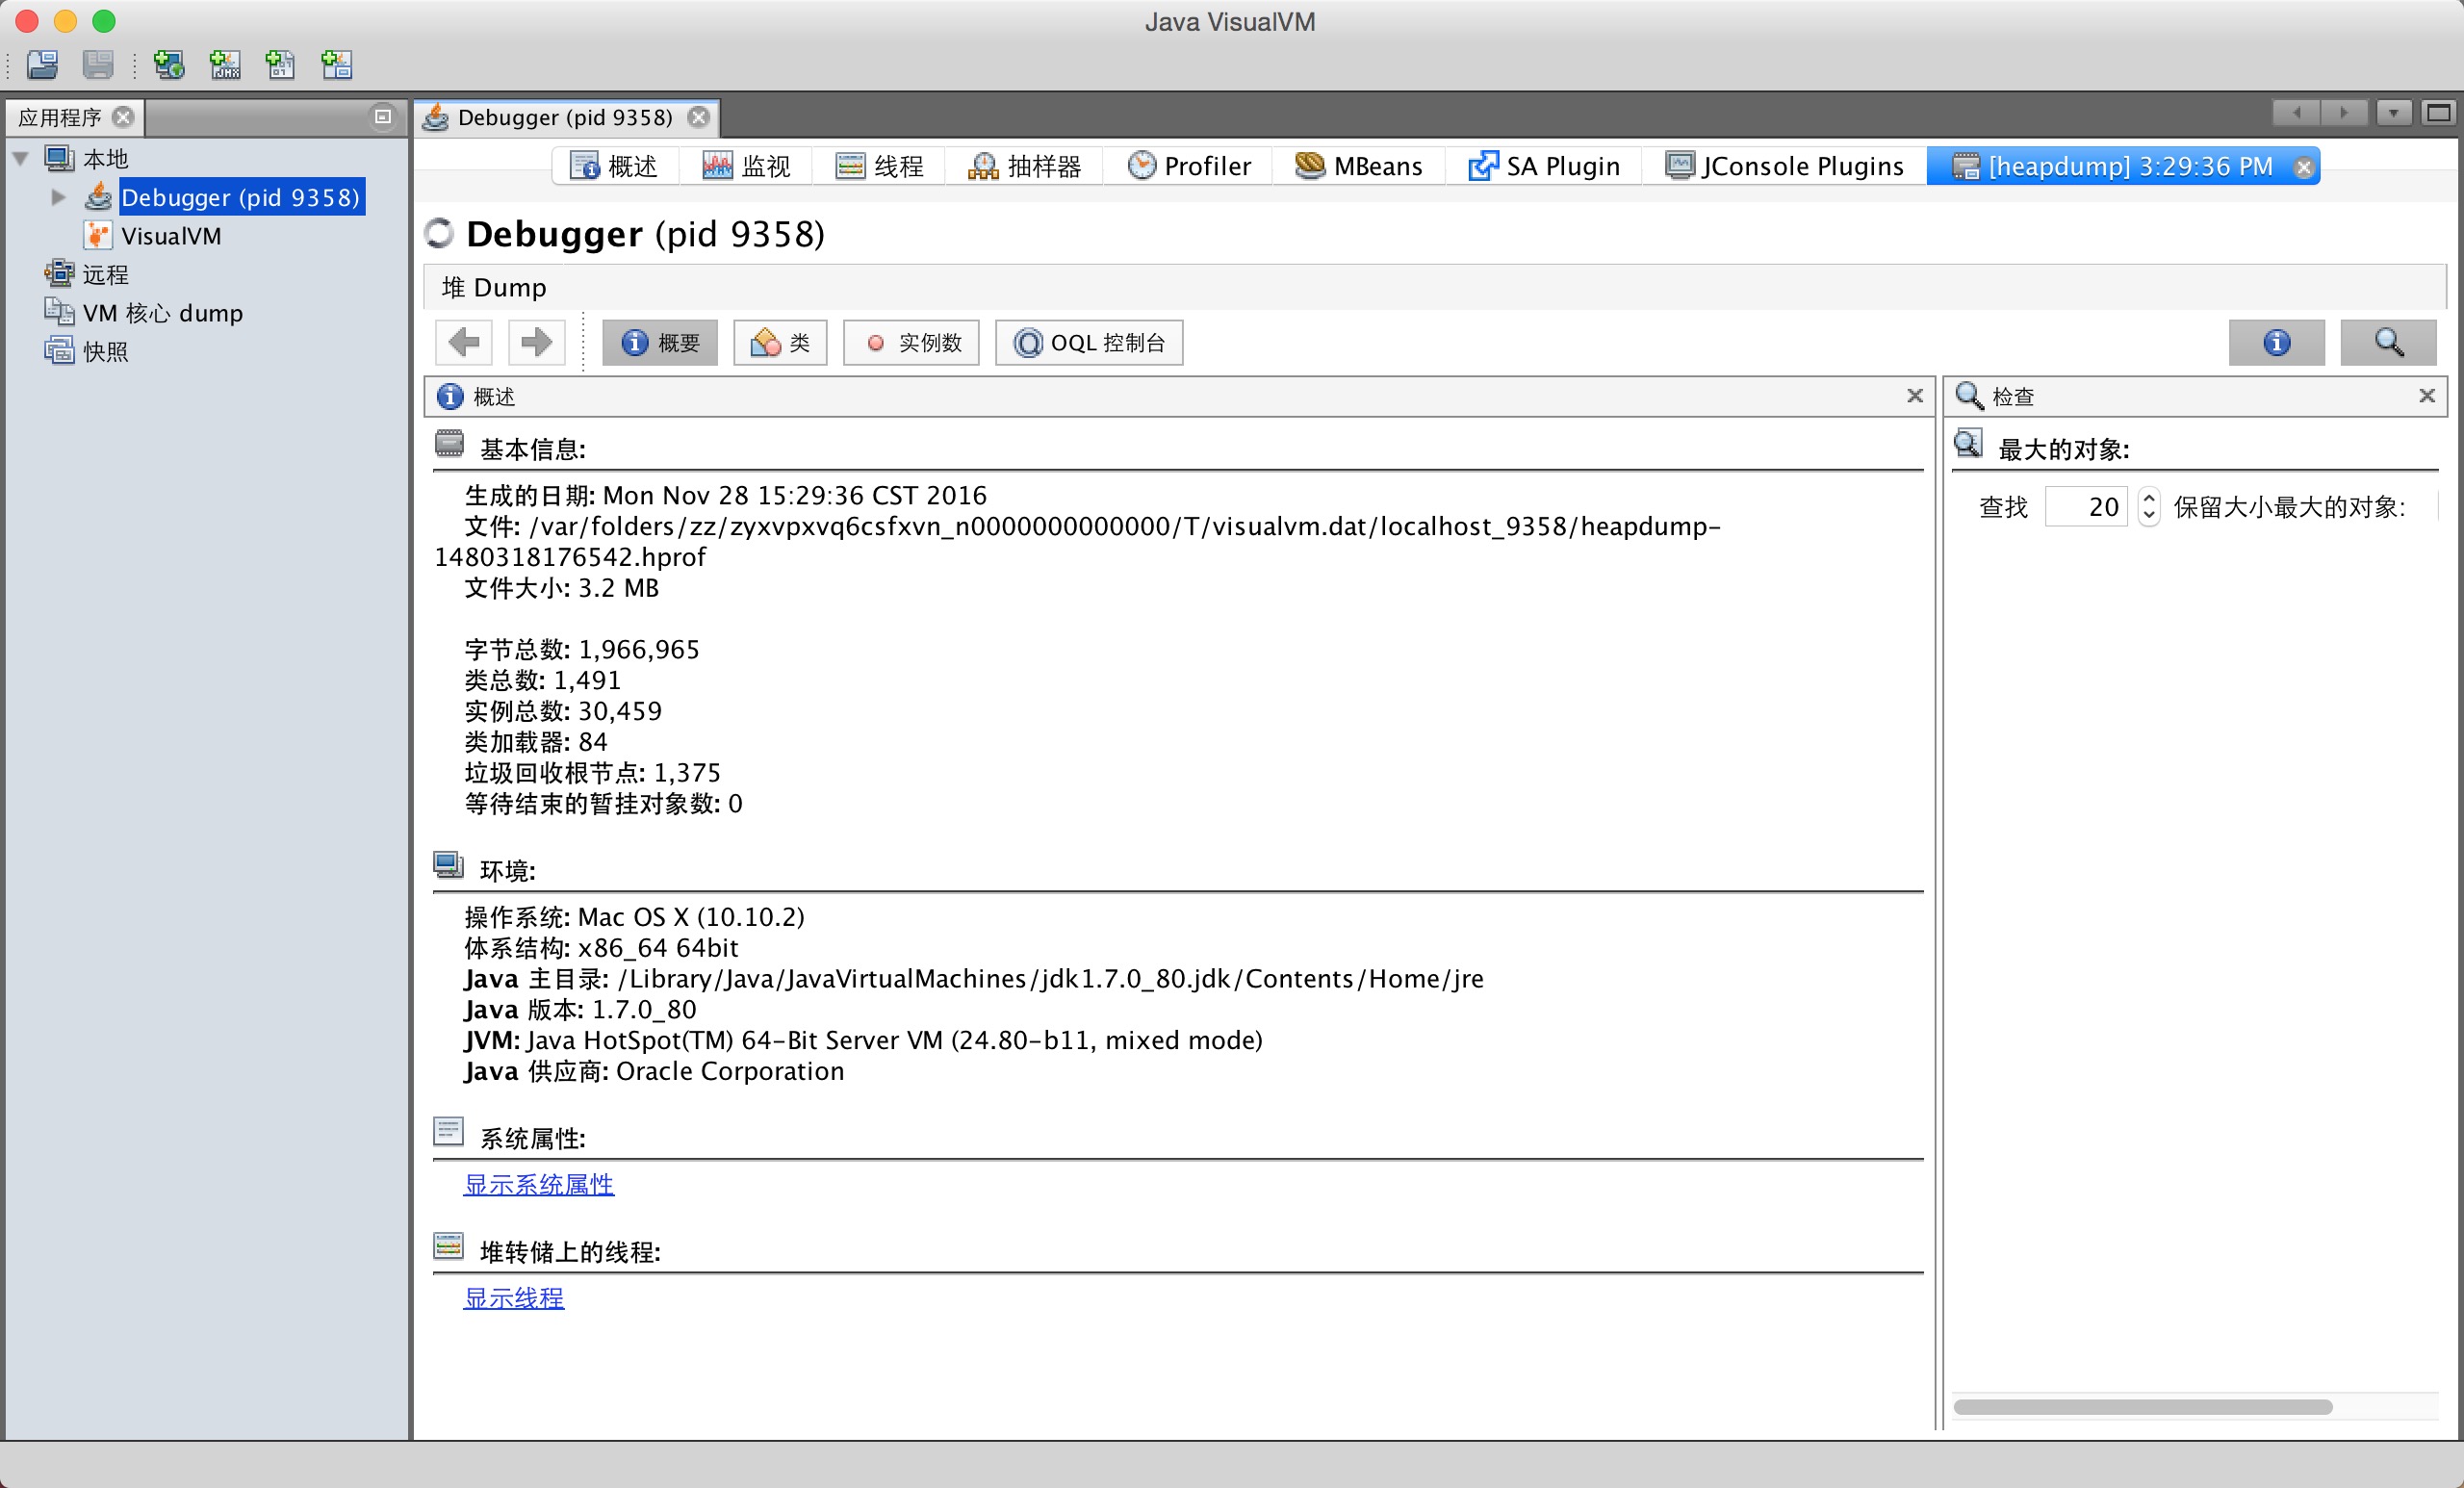 Java VisualVM
应用程序
Debugger (pid 9358)
本地
Debugger (pid 9358)
VisualVM
远程
VM 核心 dump
快照
概述 监视 线程 抽样器 Profiler MBeans SA Plugin JConsole Plugins [heapdump] 3:29:36 PM
Debugger (pid 9358)
堆 Dump
概要 类 实例数 OQL 控制台
概述
基本信息:
生成的日期: Mon Nov 28 15:29:36 CST 2016
文件: /var/folders/zz/zyxvpxvq6csfxvn_n0000000000000/T/visualvm.dat/localhost_9358/heapdump-
1480318176542.hprof
文件大小: 3.2 MB
字节总数: 1,966,965
类总数: 1,491
实例总数: 30,459
类加载器: 84
垃圾回收根节点: 1,375
等待结束的暂挂对象数: 0
环境:
操作系统: Mac OS X (10.10.2)
体系结构: x86_64 64bit
Java 主目录: /Library/Java/JavaVirtualMachines/jdk1.7.0_80.jdk/Contents/Home/jre
Java 版本: 1.7.0_80
JVM: Java HotSpot(TM) 64-Bit Server VM (24.80-b11, mixed mode)
Java 供应商: Oracle Corporation
系统属性:
显示系统属性
堆转储上的线程:
显示线程
检查
最大的对象:
查找 20 保留大小最大的对象: